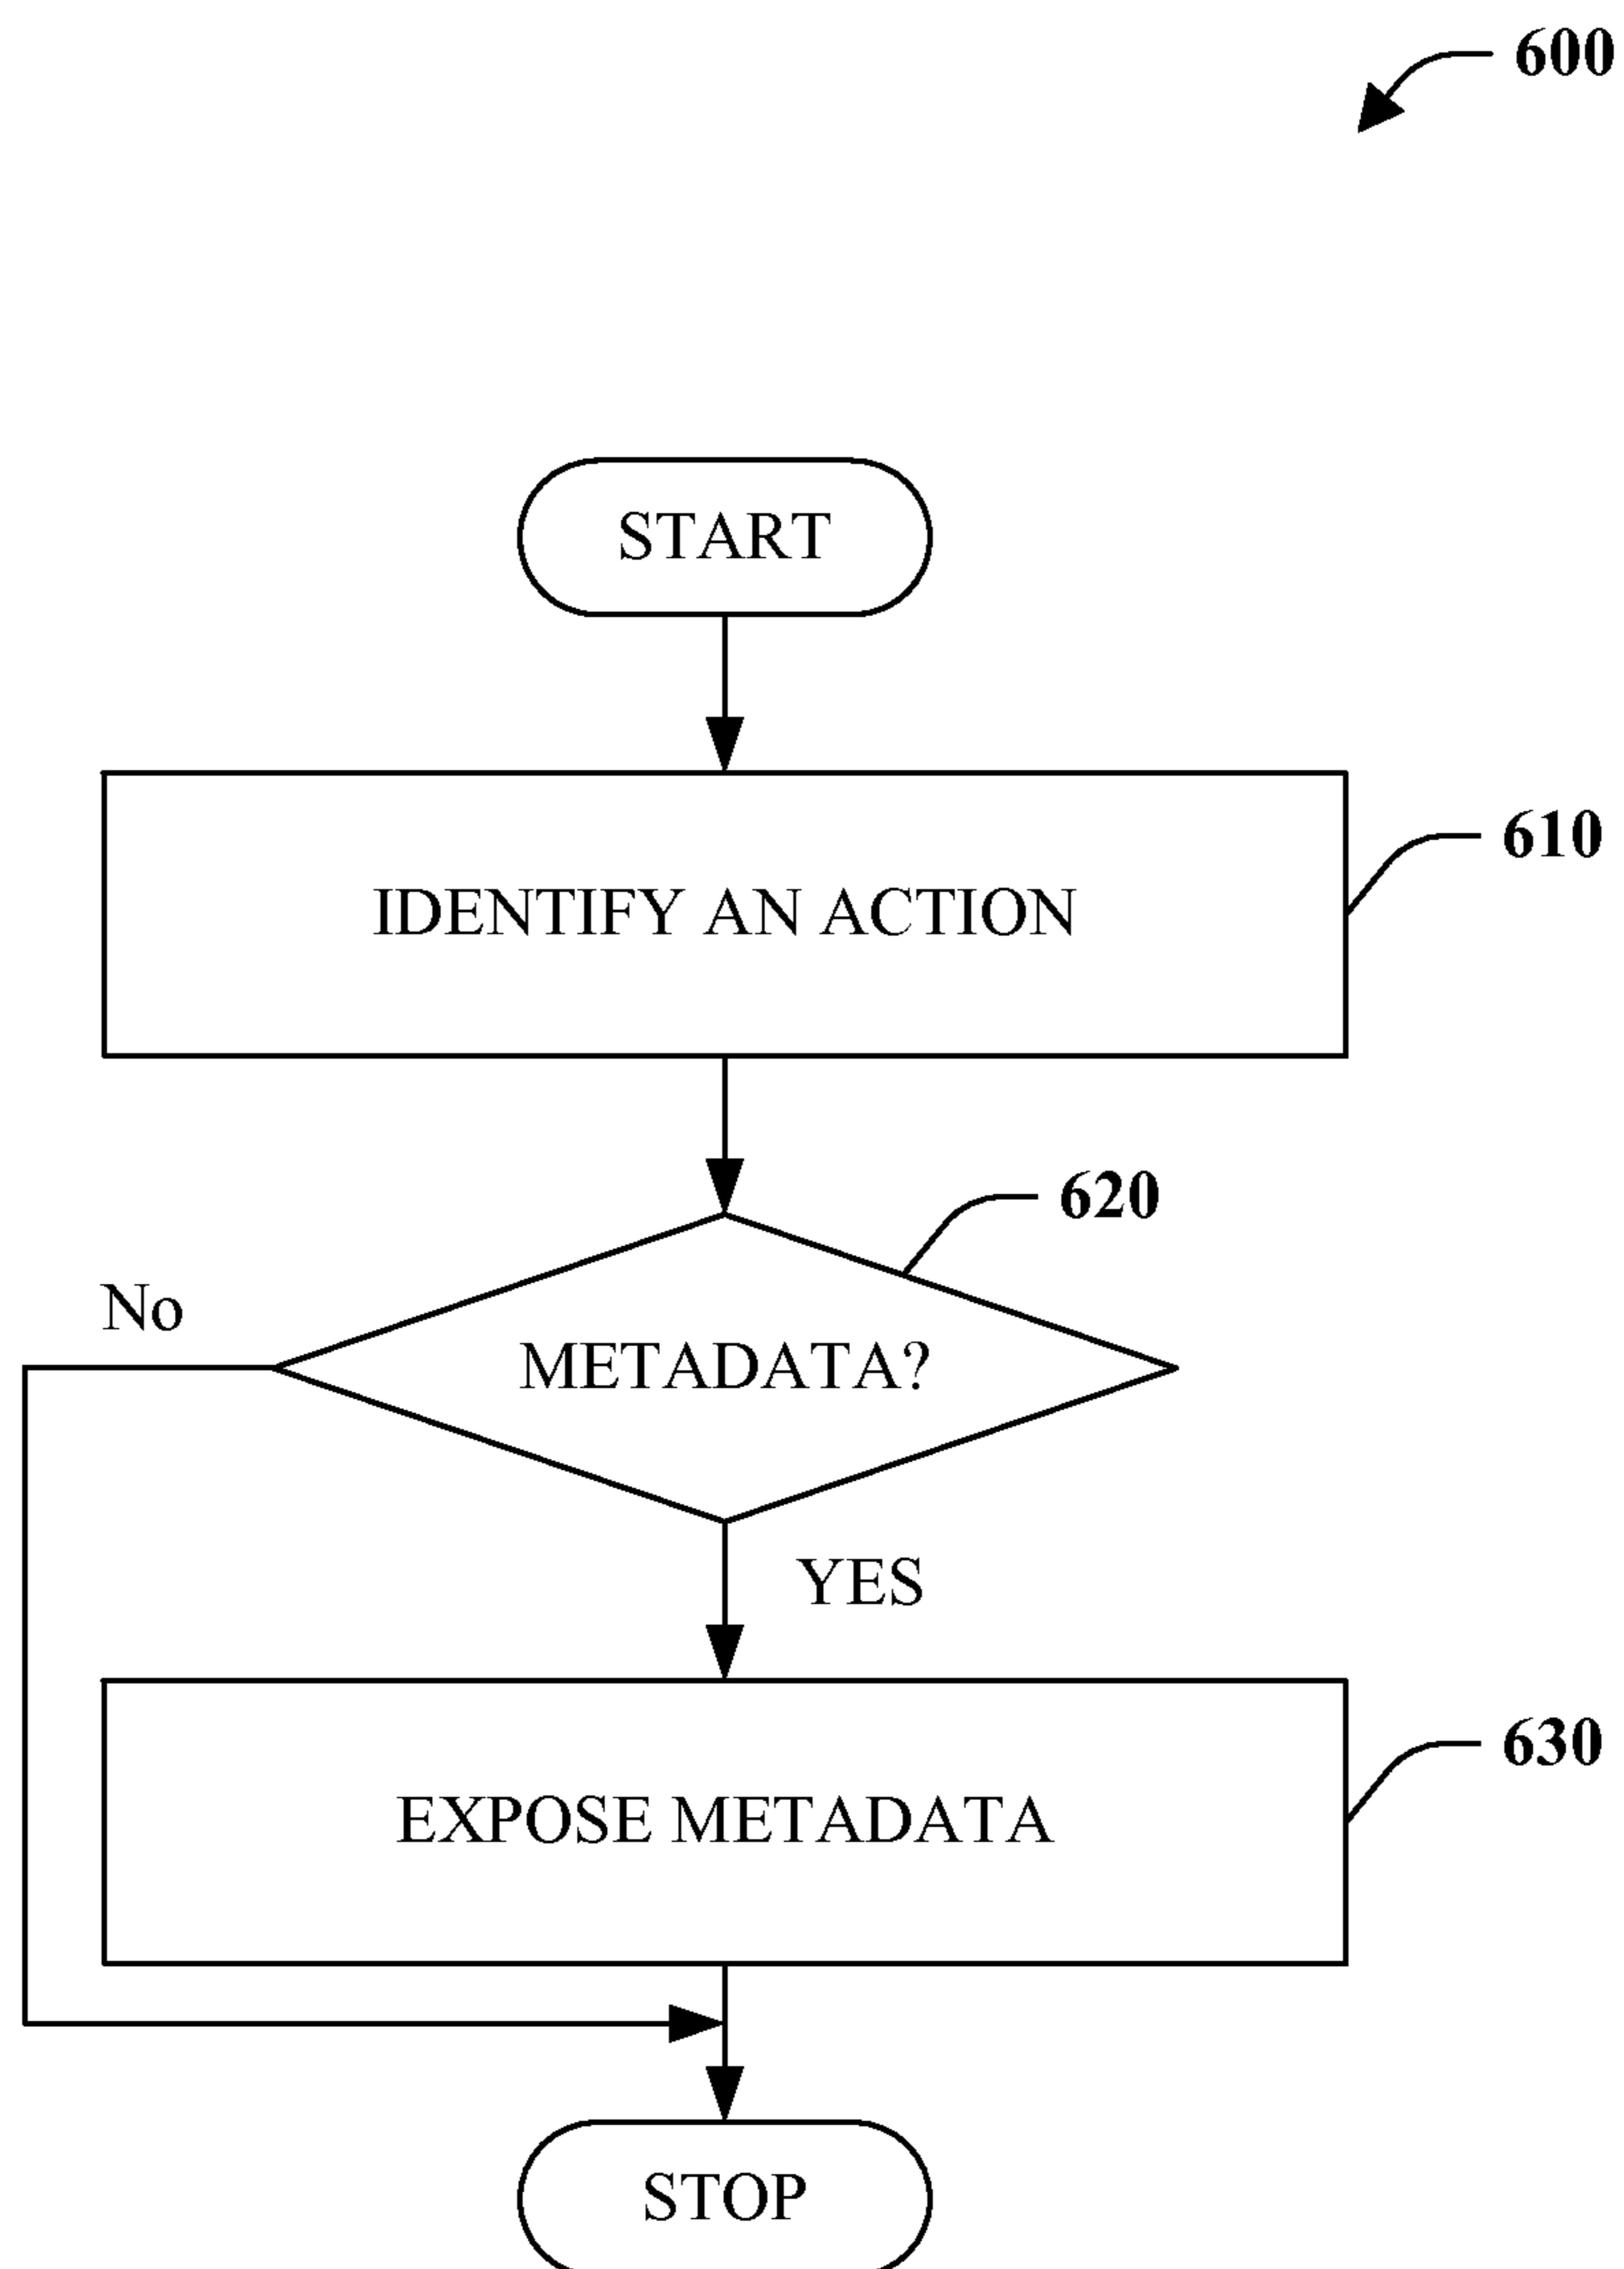 600
START
IDENTIFY AN ACTION
610
620
No
METADATA?
YES
EXPOSE METADATA
630
STOP